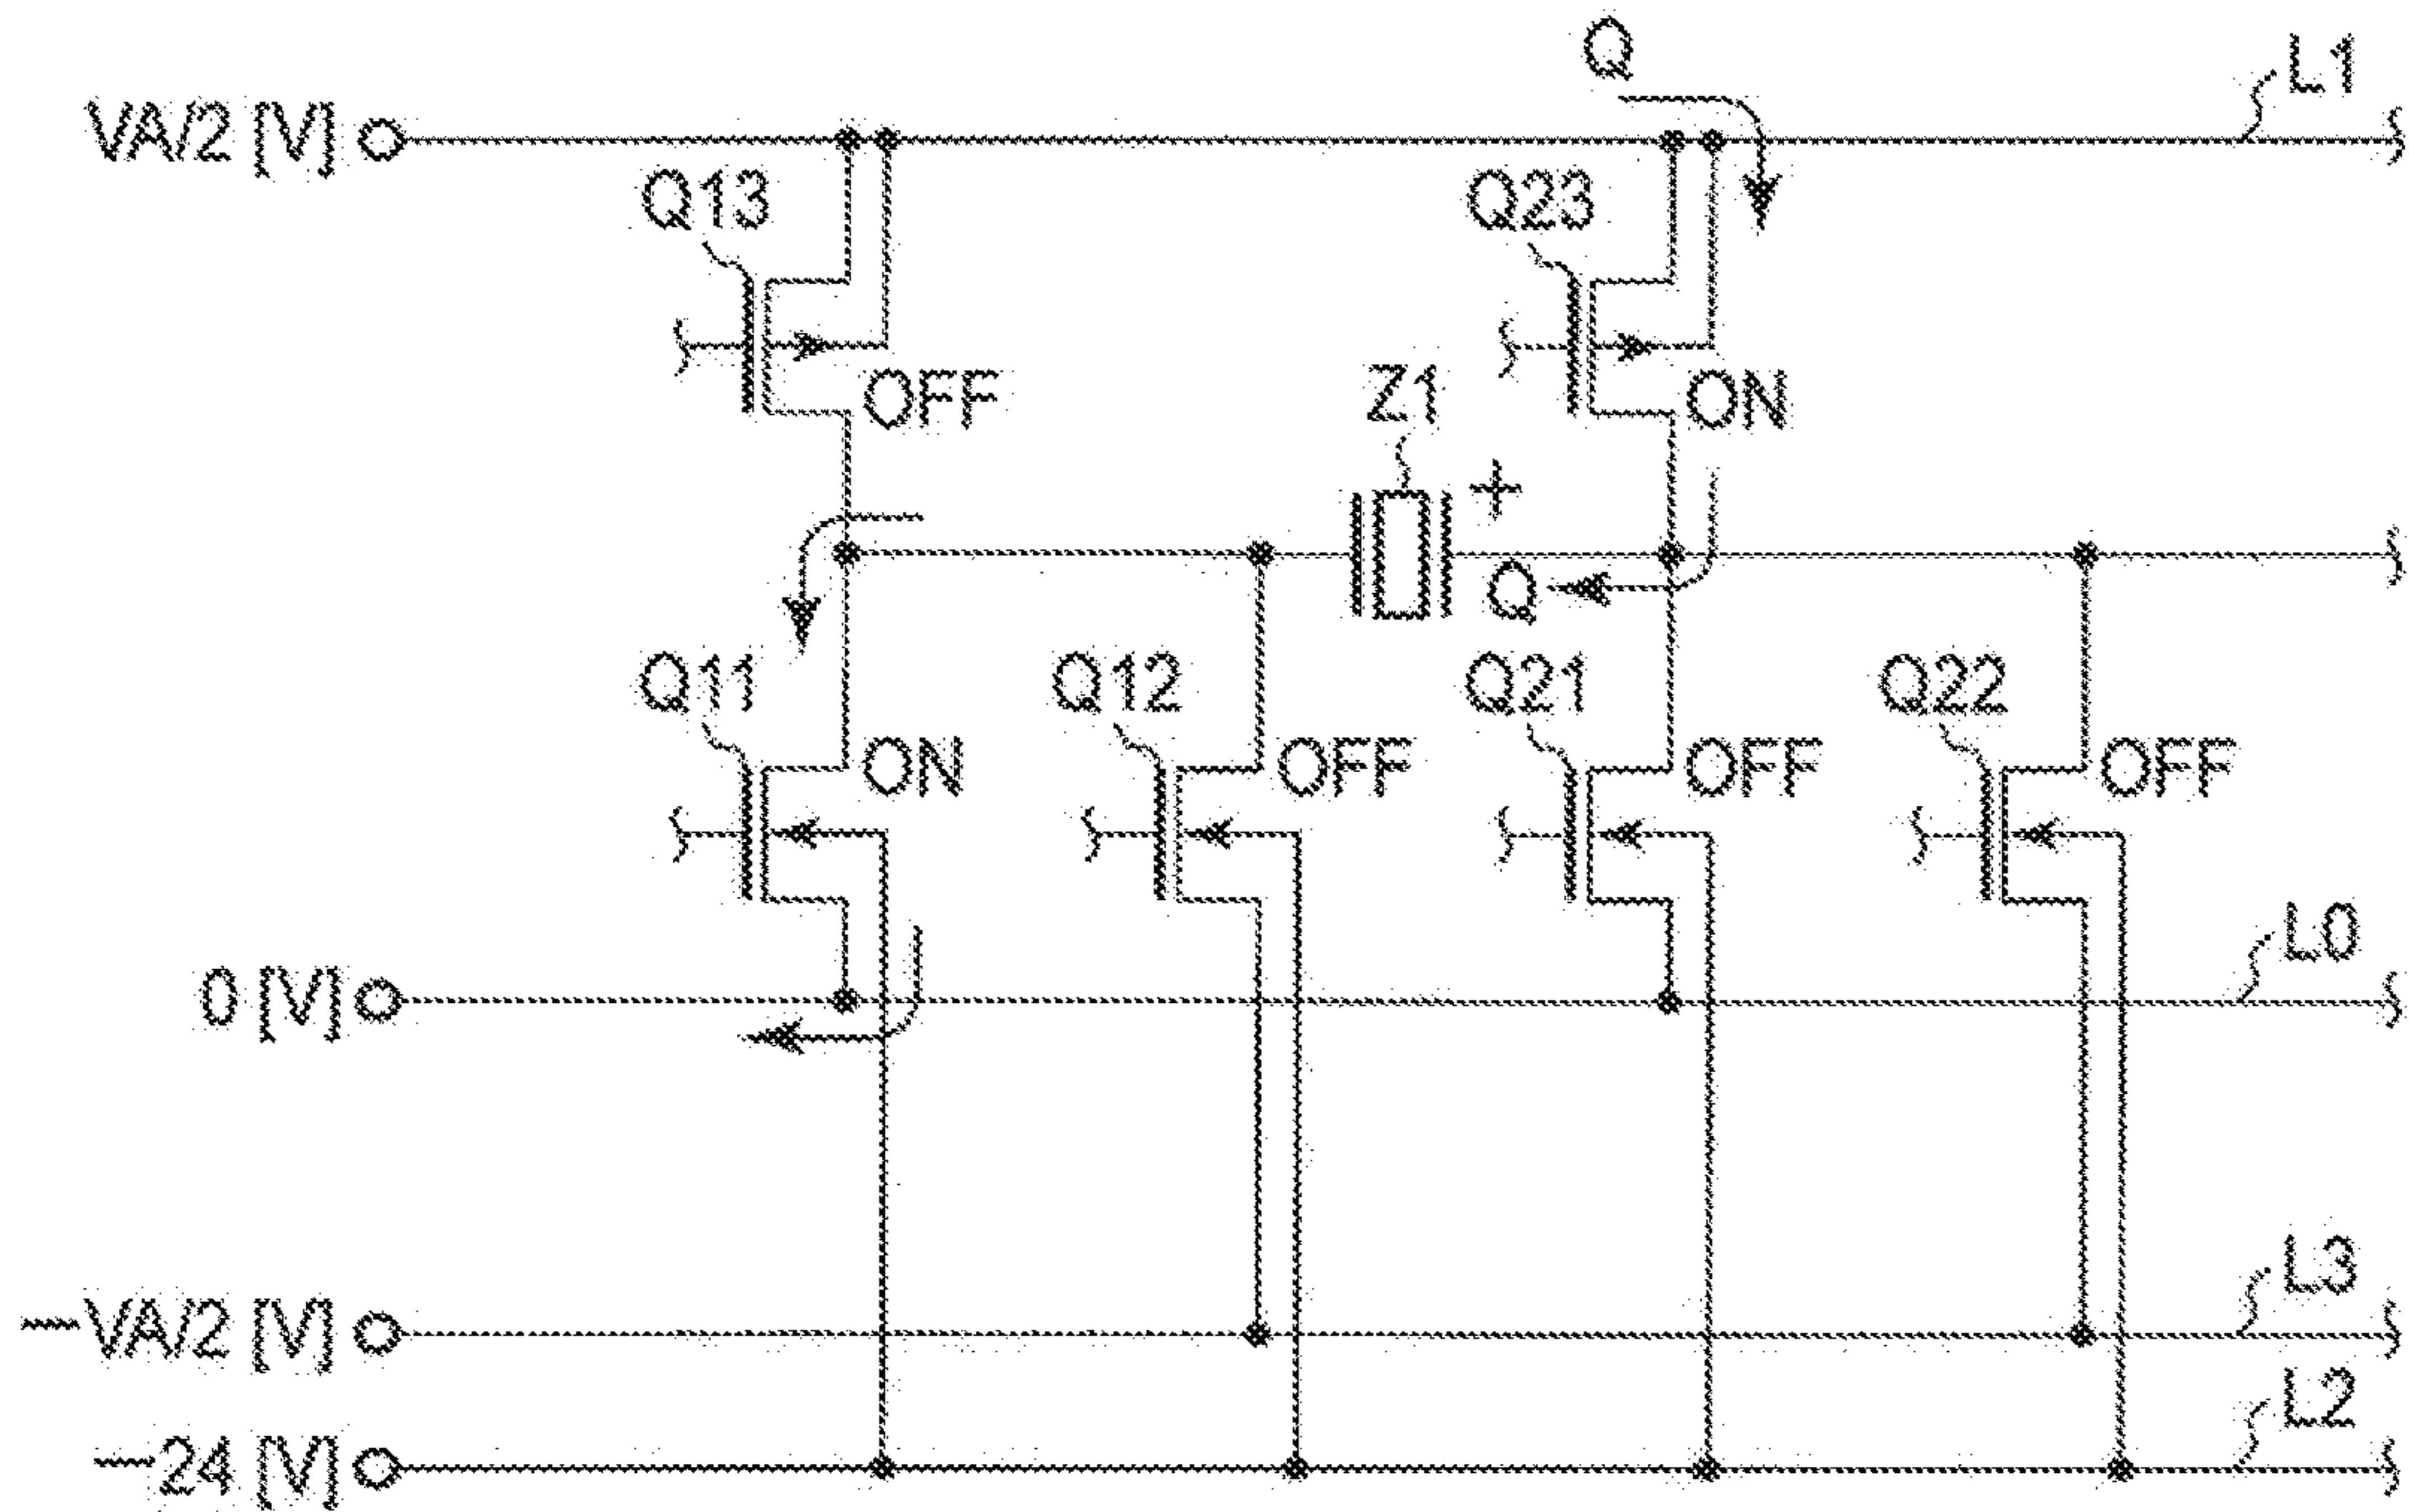 Q
L1
VA/2 [V]
Q13
Q23
OFF
Z1
ON
+
Q
Q11
Q12
Q21
Q22
ON
OFF
OFF
OFF
L0
0 [V]
L3
−VA/2 [V]
L2
−24 [V]